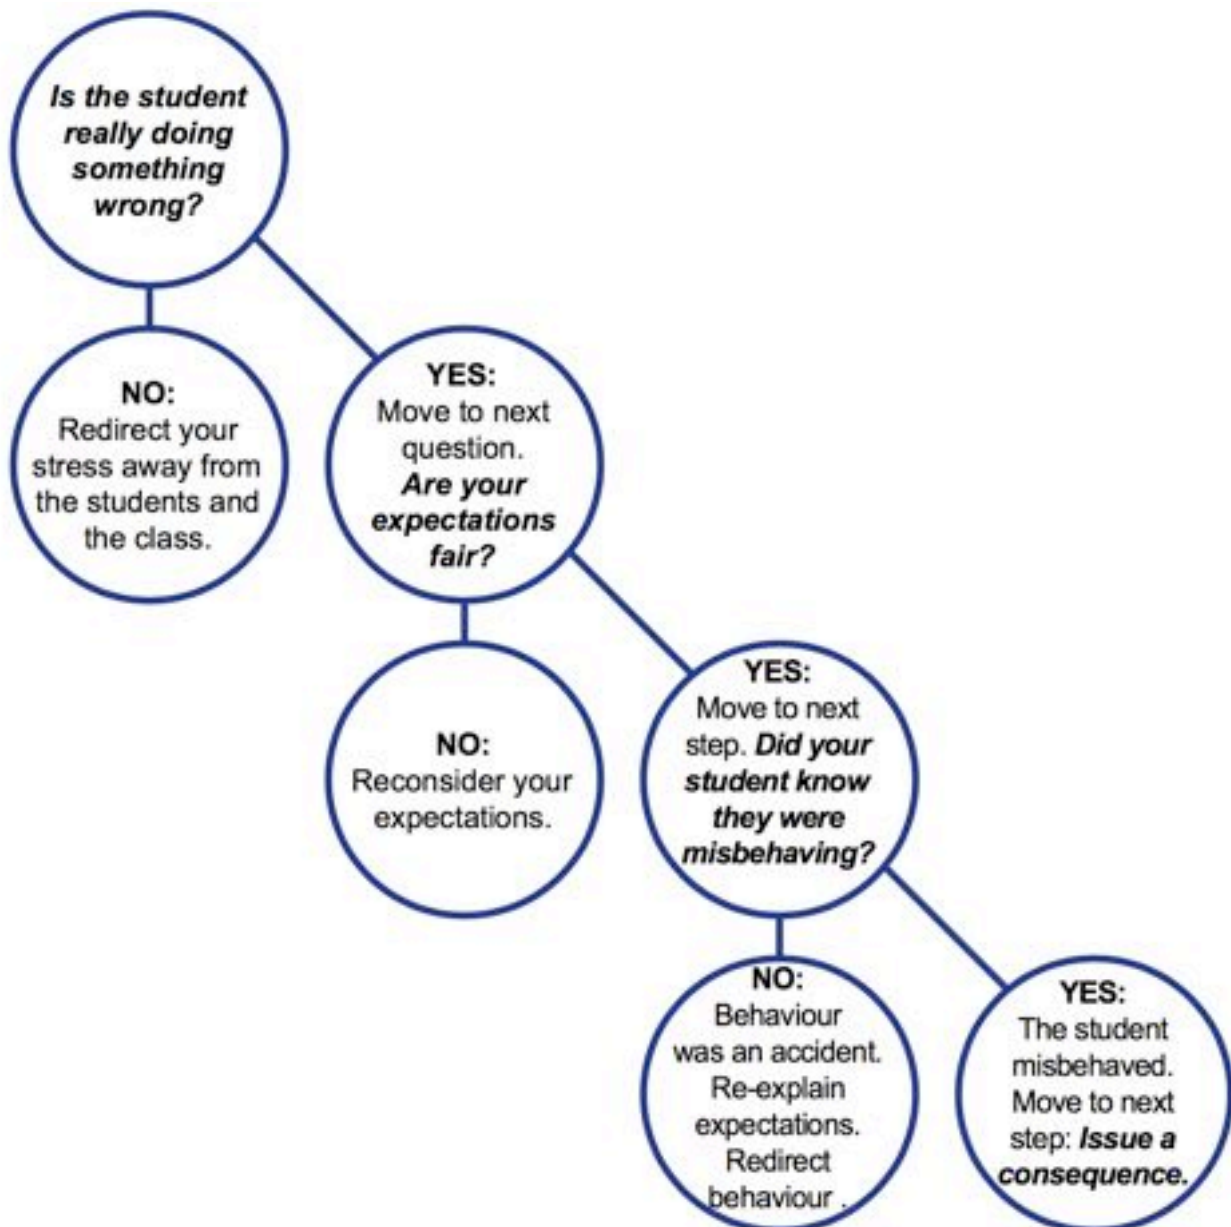 Is the student
really doing
something
wrong?
NO:
Redirect your
stress away from
the students and
the class.
YES:
Move to next
question.
Are your
expectations
fair?
NO:
Reconsider your
expectations.
YES:
Move to next
step. Did your
student know
they were
misbehaving?
NO:
Behaviour
was an accident.
Re-explain
expectations.
Redirect
behaviour .
YES:
The student
misbehaved.
Move to next
step: Issue a
consequence.